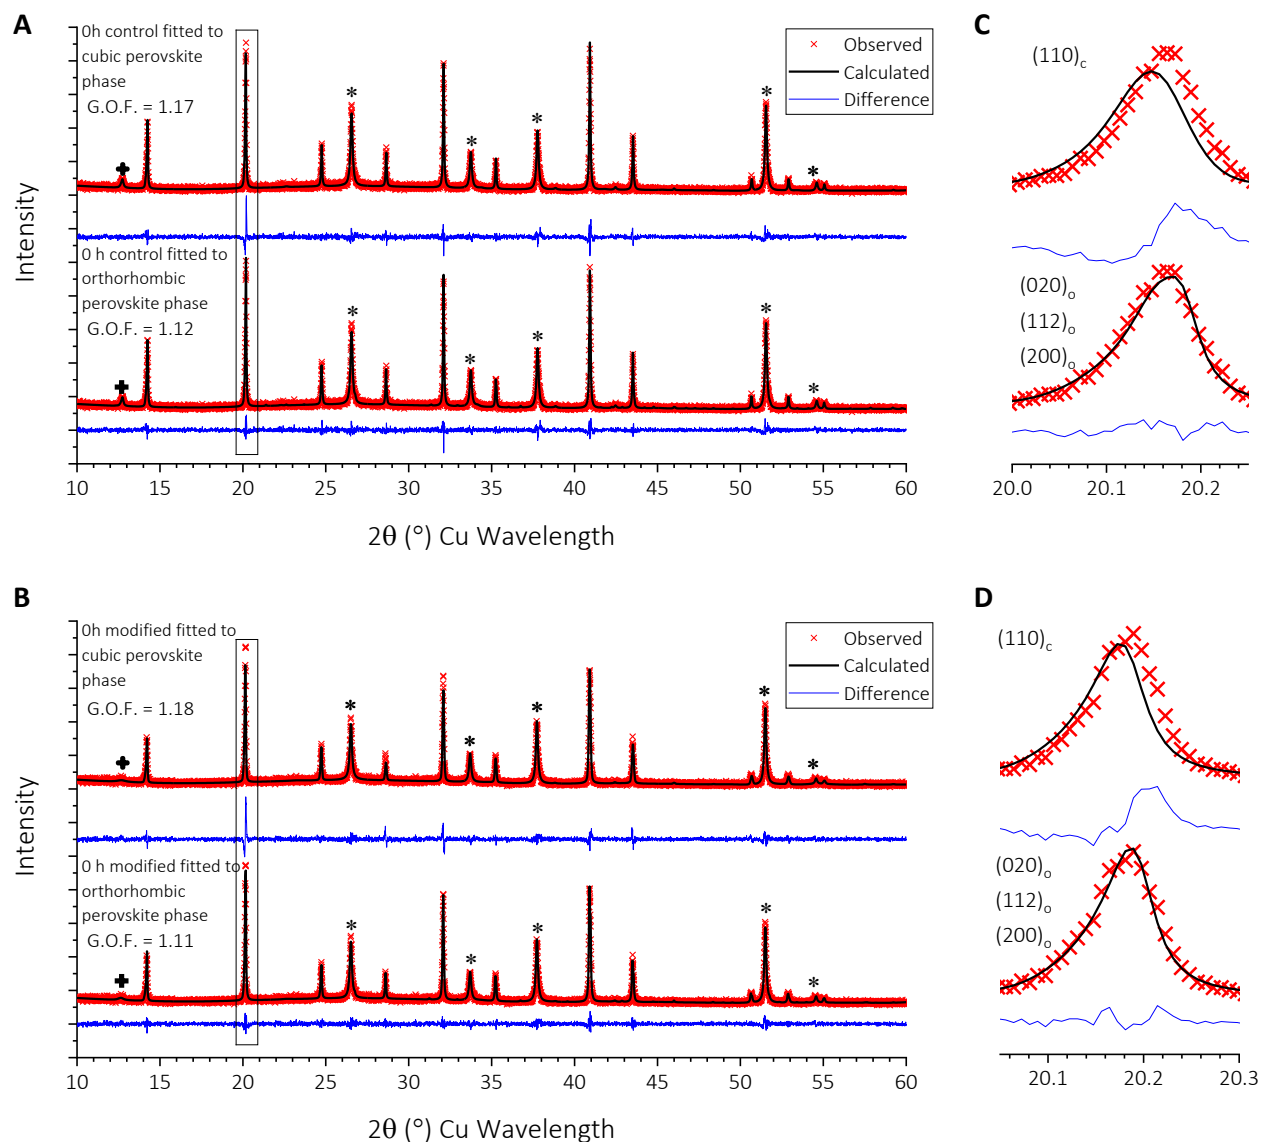 A
0h control fitted to
cubic perovskite
phase
G.O.F. = 1.17
Observed
Calculated
Difference
*
*
*
*
*
+
Intensity
0 h control fitted to
orthorhombic
perovskite phase
G.O.F. = 1.12
*
*
*
*
*
+
10 15 20 25 30 35 40 45 50 55 60
2θ (°) Cu Wavelength
C
(110)c
(020)o
(112)o
(200)o
20.0 20.1 20.2
B
0h modified fitted to
cubic perovskite
phase
G.O.F. = 1.18
Observed
Calculated
Difference
*
*
*
*
*
+
Intensity
0 h modified fitted to
orthorhombic
perovskite phase
G.O.F. = 1.11
*
*
*
*
*
+
10 15 20 25 30 35 40 45 50 55 60
2θ (°) Cu Wavelength
D
(110)c
(020)o
(112)o
(200)o
20.1 20.2 20.3